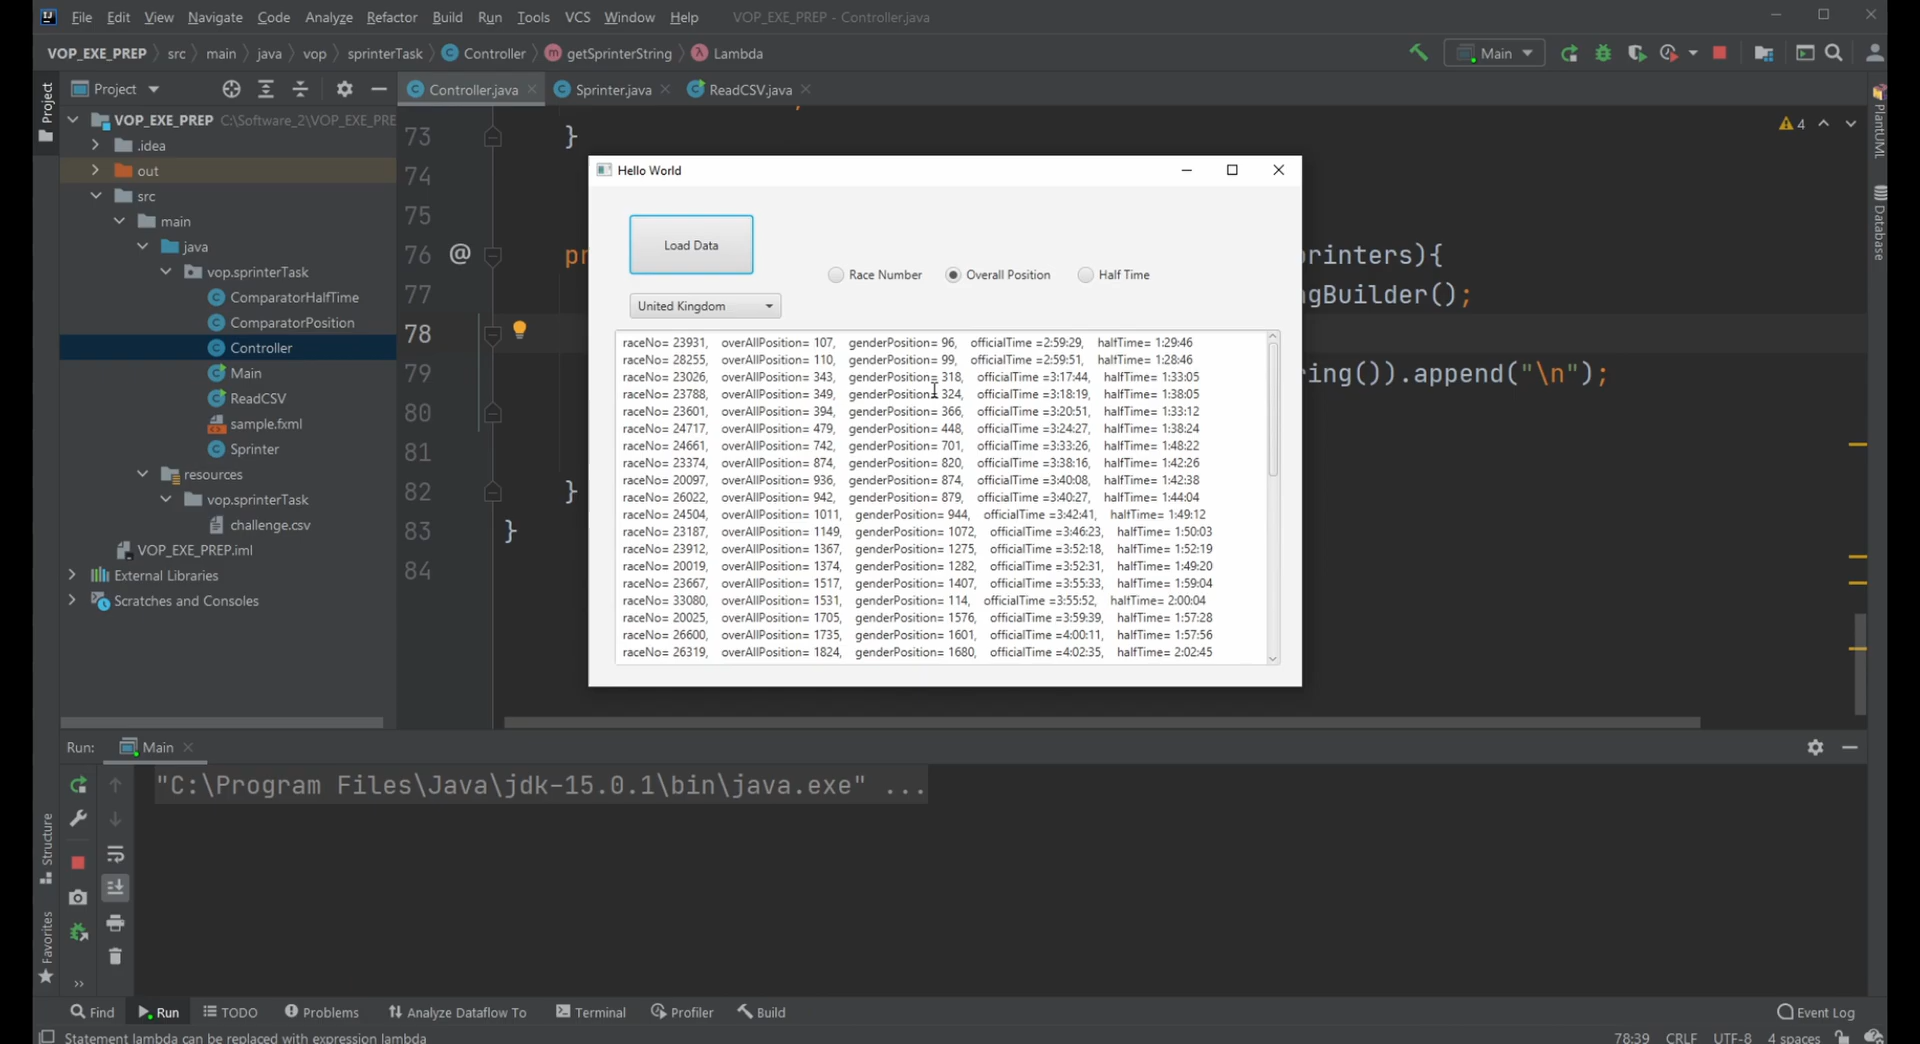 File Edit View Navigate Code Analyze Refactor Build Run Tools VCS Window Help VOP_EXE_PREP - Controller.java
VOP_EXE_PREP src main java vop sprinterTask Controller getSprinterString Lambda Main
Project
Project
Controller.java
Sprinter.java
ReadCSV.java
VOP_EXE_PREP C:\Software_2\VOP_EXE_PRE
.idea
out
src
main
java
vop.sprinterTask
ComparatorHalfTime
ComparatorPosition
Controller
Main
ReadCSV
sample.fxml
Sprinter
resources
vop.sprinterTask
challenge.csv
VOP_EXE_PREP.iml
External Libraries
Scratches and Consoles
73 }
74
75
76 @ pr rinters){
77 ngBuilder();
78
79 ing()).append("\n");
80
81
82 }
83 }
84
4
PlantUML
Database
Hello World
Load Data
Race Number Overall Position Half Time
United Kingdom
raceNo= 23931, overAllPosition= 107, genderPosition= 96, officialTime =2:59:29, halfTime= 1:29:46
raceNo= 28255, overAllPosition= 110, genderPosition= 99, officialTime =2:59:51, halfTime= 1:28:46
raceNo= 23026, overAllPosition= 343, genderPosition= 318, officialTime =3:17:44, halfTime= 1:33:05
raceNo= 23788, overAllPosition= 349, genderPosition= 324, officialTime =3:18:19, halfTime= 1:38:05
raceNo= 23601, overAllPosition= 394, genderPosition= 366, officialTime =3:20:51, halfTime= 1:33:12
raceNo= 24717, overAllPosition= 479, genderPosition= 448, officialTime =3:24:27, halfTime= 1:38:24
raceNo= 24661, overAllPosition= 742, genderPosition= 701, officialTime =3:33:26, halfTime= 1:48:22
raceNo= 23374, overAllPosition= 874, genderPosition= 820, officialTime =3:38:16, halfTime= 1:42:26
raceNo= 20097, overAllPosition= 936, genderPosition= 874, officialTime =3:40:08, halfTime= 1:42:38
raceNo= 26022, overAllPosition= 942, genderPosition= 879, officialTime =3:40:27, halfTime= 1:44:04
raceNo= 24504, overAllPosition= 1011, genderPosition= 944, officialTime =3:42:41, halfTime= 1:49:12
raceNo= 23187, overAllPosition= 1149, genderPosition= 1072, officialTime =3:46:23, halfTime= 1:50:03
raceNo= 23912, overAllPosition= 1367, genderPosition= 1275, officialTime =3:52:18, halfTime= 1:52:19
raceNo= 20019, overAllPosition= 1374, genderPosition= 1282, officialTime =3:52:31, halfTime= 1:49:20
raceNo= 23667, overAllPosition= 1517, genderPosition= 1407, officialTime =3:55:33, halfTime= 1:59:04
raceNo= 33080, overAllPosition= 1531, genderPosition= 114, officialTime =3:55:52, halfTime= 2:00:04
raceNo= 20025, overAllPosition= 1705, genderPosition= 1576, officialTime =3:59:39, halfTime= 1:57:28
raceNo= 26600, overAllPosition= 1735, genderPosition= 1601, officialTime =4:00:11, halfTime= 1:57:56
raceNo= 26319, overAllPosition= 1824, genderPosition= 1680, officialTime =4:02:35, halfTime= 2:02:45
Run: Main
"C:\Program Files\Java\jdk-15.0.1\bin\java.exe" ...
Structure
Favorites
Find Run TODO Problems Analyze Dataflow To Terminal Profiler Build Event Log
Statement lambda can be replaced with expression lambda 78:39 CRLF UTF-8 4 spaces